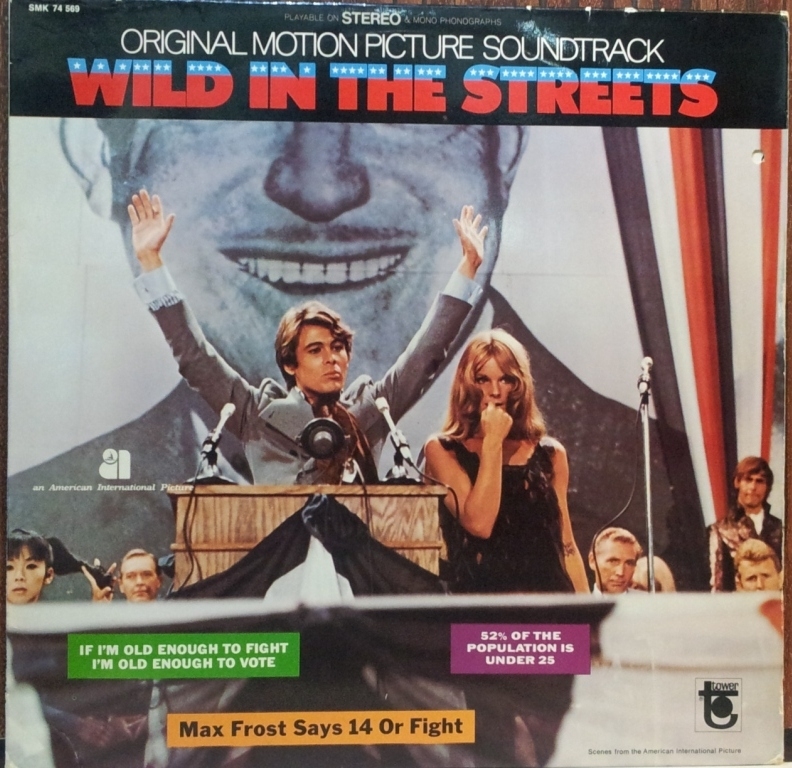 SMK 74 569
PLAYABLE ON STEREO & MONO PHONOGRAPHS
ORIGINAL MOTION PICTURE SOUNDTRACK
WILD IN THE STREETS
an American International Picture
IF I'M OLD ENOUGH TO FIGHT
I'M OLD ENOUGH TO VOTE
52% OF THE
POPULATION IS
UNDER 25
Max Frost Says 14 Or Fight
tower
Scenes from the American International Picture